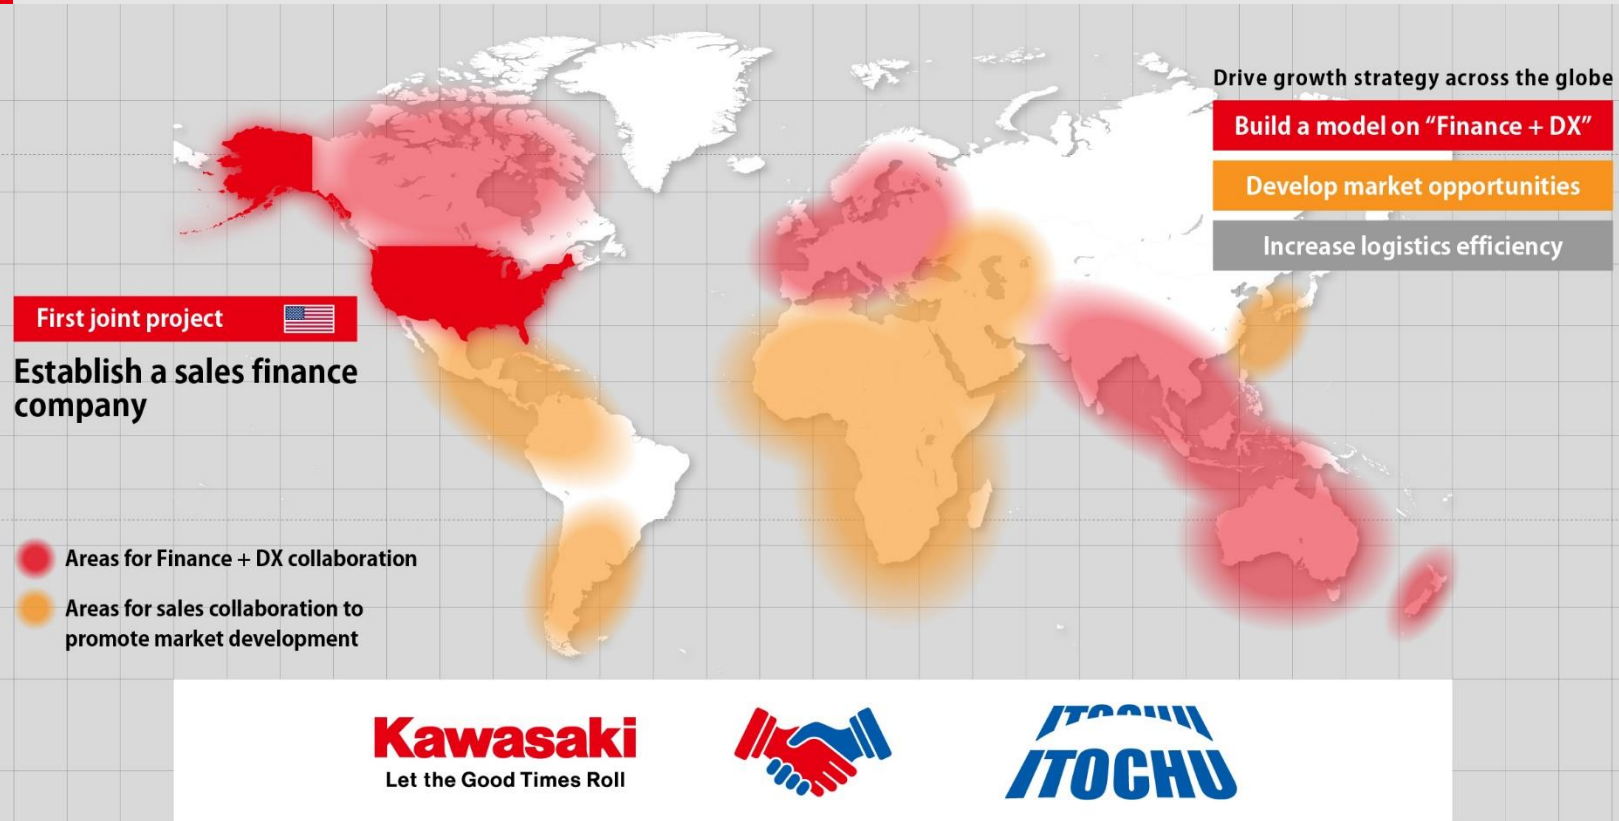 Drive growth strategy across the globe
Build a model on “Finance + DX”
Develop market opportunities
Increase logistics efficiency
First joint project
Establish a sales finance
company
Areas for Finance + DX collaboration
Areas for sales collaboration to
promote market development
Kawasaki
Let the Good Times Roll
ITOCHU
ITOCHU